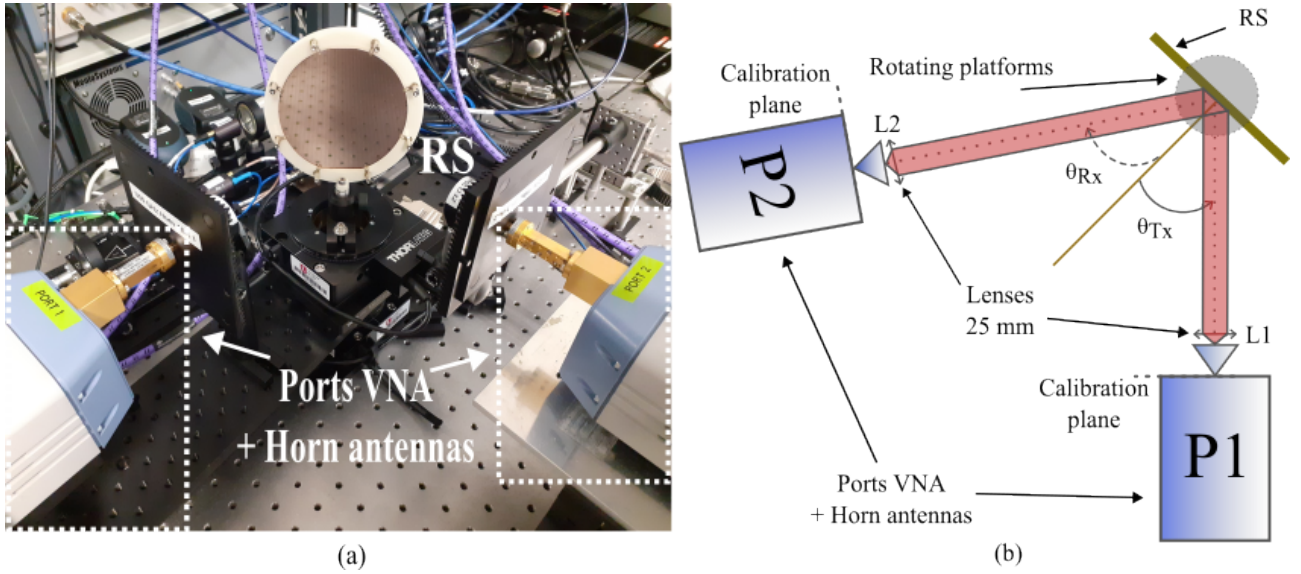 MenloSystems
RS
THORLABS
PORT 1
PORT 2
Ports VNA
+ Horn antennas
(a)
RS
Rotating platforms
Calibration
plane
L2
P2
θRx
θTx
Lenses
25 mm
L1
Calibration
plane
P1
Ports VNA
+ Horn antennas
(b)